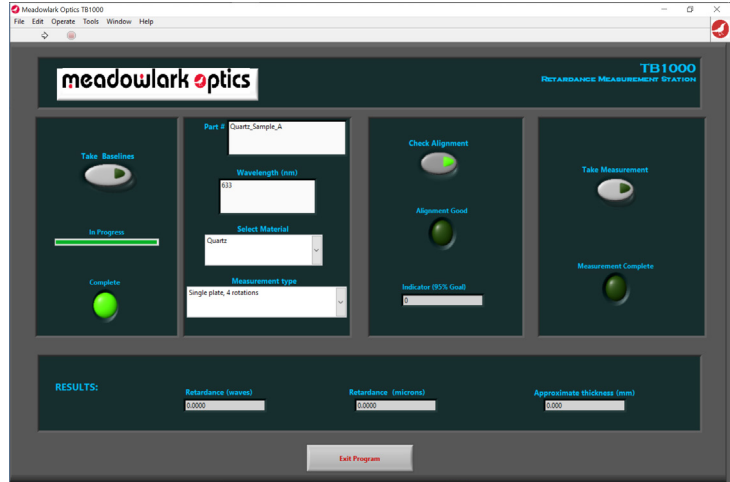 Meadowlark Optics TB1000
File Edit Operate Tools Window Help
meadowlark optics
TB1000
RETARDANCE MEASUREMENT STATION
Take Baselines
In Progress
Complete
Part #
Quartz_Sample_A
Wavelength (nm)
633
Select Material
Quartz
Measurement type
Single plate, 4 rotations
Check Alignment
Alignment Good
Indicator (95% Goal)
0
Take Measurement
Measurement Complete
RESULTS:
Retardance (waves)
0.0000
Retardance (microns)
0.0000
Approximate thickness (mm)
0.000
Exit Program